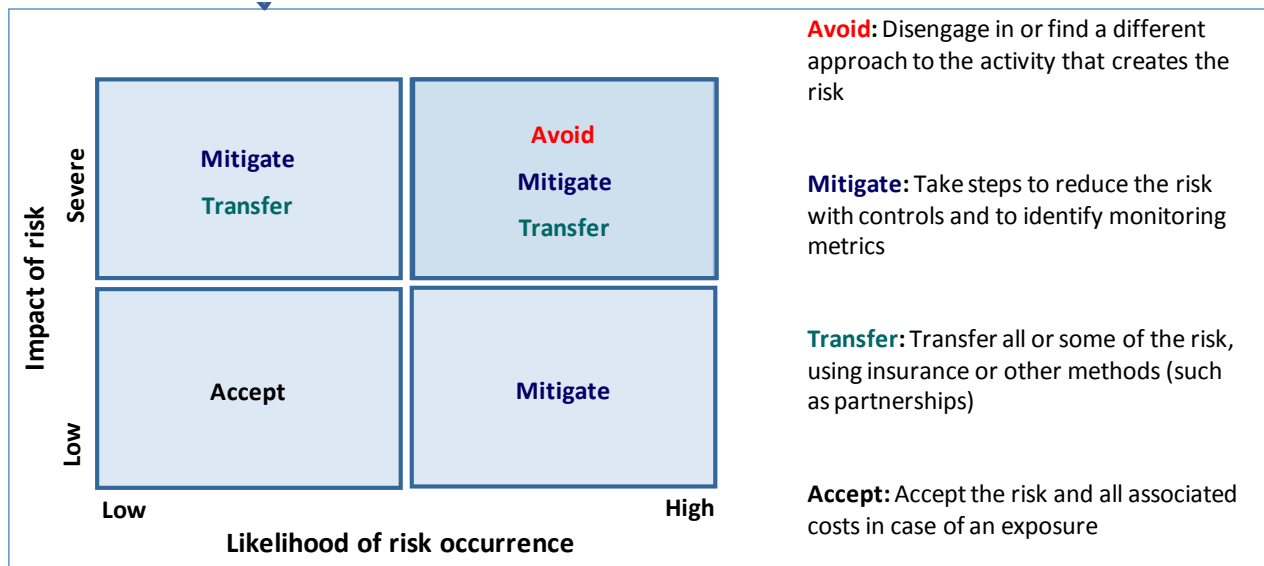 Impact of risk
Severe
Low
Mitigate
Transfer
Avoid
Mitigate
Transfer
Accept
Mitigate
Low
High
Likelihood of risk occurrence
Avoid: Disengage in or find a different
approach to the activity that creates the
risk
Mitigate: Take steps to reduce the risk
with controls and to identify monitoring
metrics
Transfer: Transfer all or some of the risk,
using insurance or other methods (such
as partnerships)
Accept: Accept the risk and all associated
costs in case of an exposure